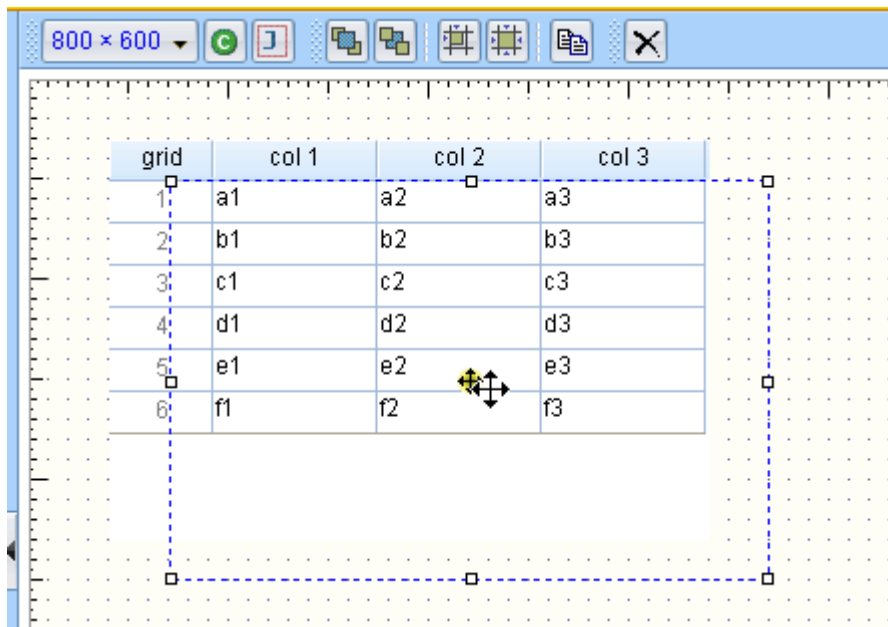 800 × 600
C J
grid col 1 col 2 col 3
1 a1 a2 a3
2 b1 b2 b3
3 c1 c2 c3
4 d1 d2 d3
5 e1 e2 e3
6 f1 f2 f3